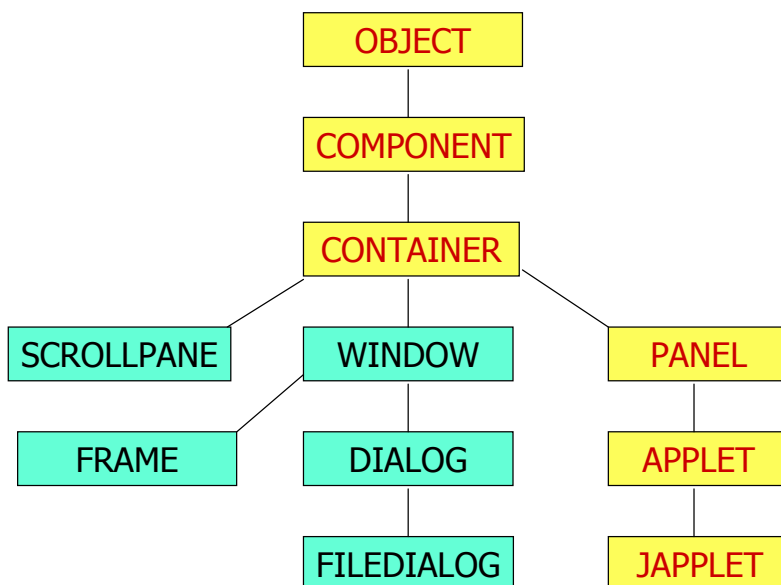 OBJECT
COMPONENT
CONTAINER
SCROLLPANE
WINDOW
PANEL
FRAME
DIALOG
APPLET
FILEDIALOG
JAPPLET